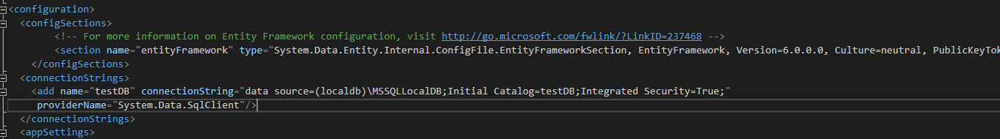 <configuration>
<configSections>
<!-- For more information on Entity Framework configuration, visit http://go.microsoft.com/fwlink/?LinkID=237468 -->
<section name="entityFramework" type="System.Data.Entity.Internal.ConfigFile.EntityFrameworkSection, EntityFramework, Version=6.0.0.0, Culture=neutral, PublicKeyTok
</configSections>
<connectionStrings>
<add name="testDB" connectionString="data source=(localdb)\MSSQLLocalDB;Initial Catalog=testDB;Integrated Security=True;"
providerName="System.Data.SqlClient"/>
</connectionStrings>
<appSettings>